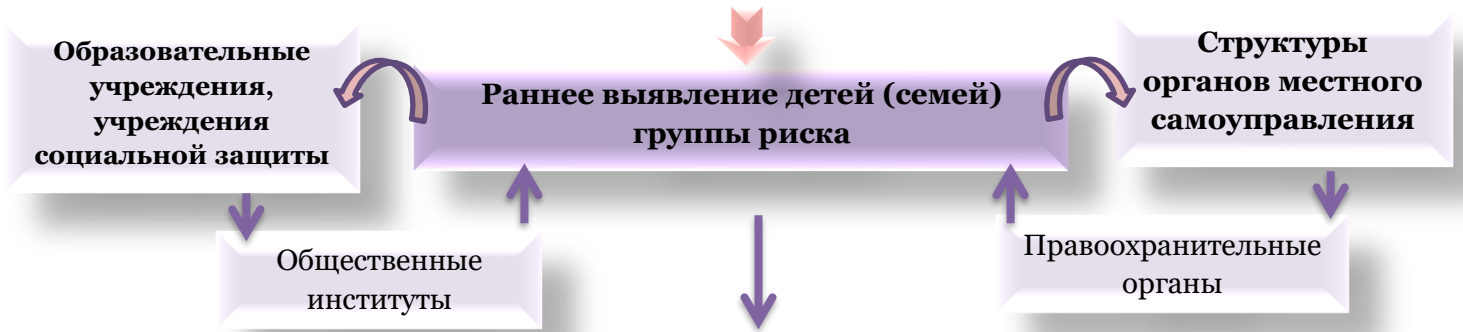 Образовательные
учреждения,
учреждения
социальной защиты
Раннее выявление детей (семей)
группы риска
Структуры
органов местного
самоуправления
Общественные
институты
Правоохранительные
органы